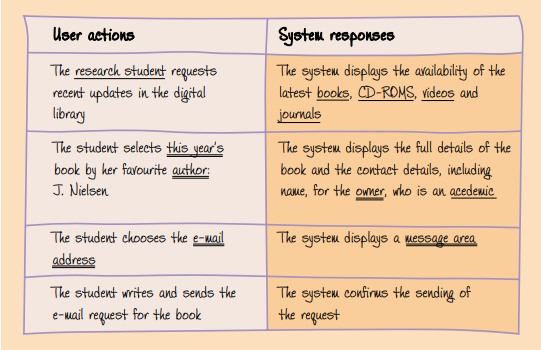 User actions
System responses
The research student requests
recent updates in the digital
library
The system displays the availability of the
latest books, CD-ROMS, videos and
journals
The student selects this year's
book by her favourite author:
J. Nielsen
The system displays the full details of the
book and the contact details, including
name, for the owner, who is an acedemic
The student chooses the e-mail
address
The system displays a message area
The student writes and sends the
e-mail request for the book
The system confirms the sending of
the request